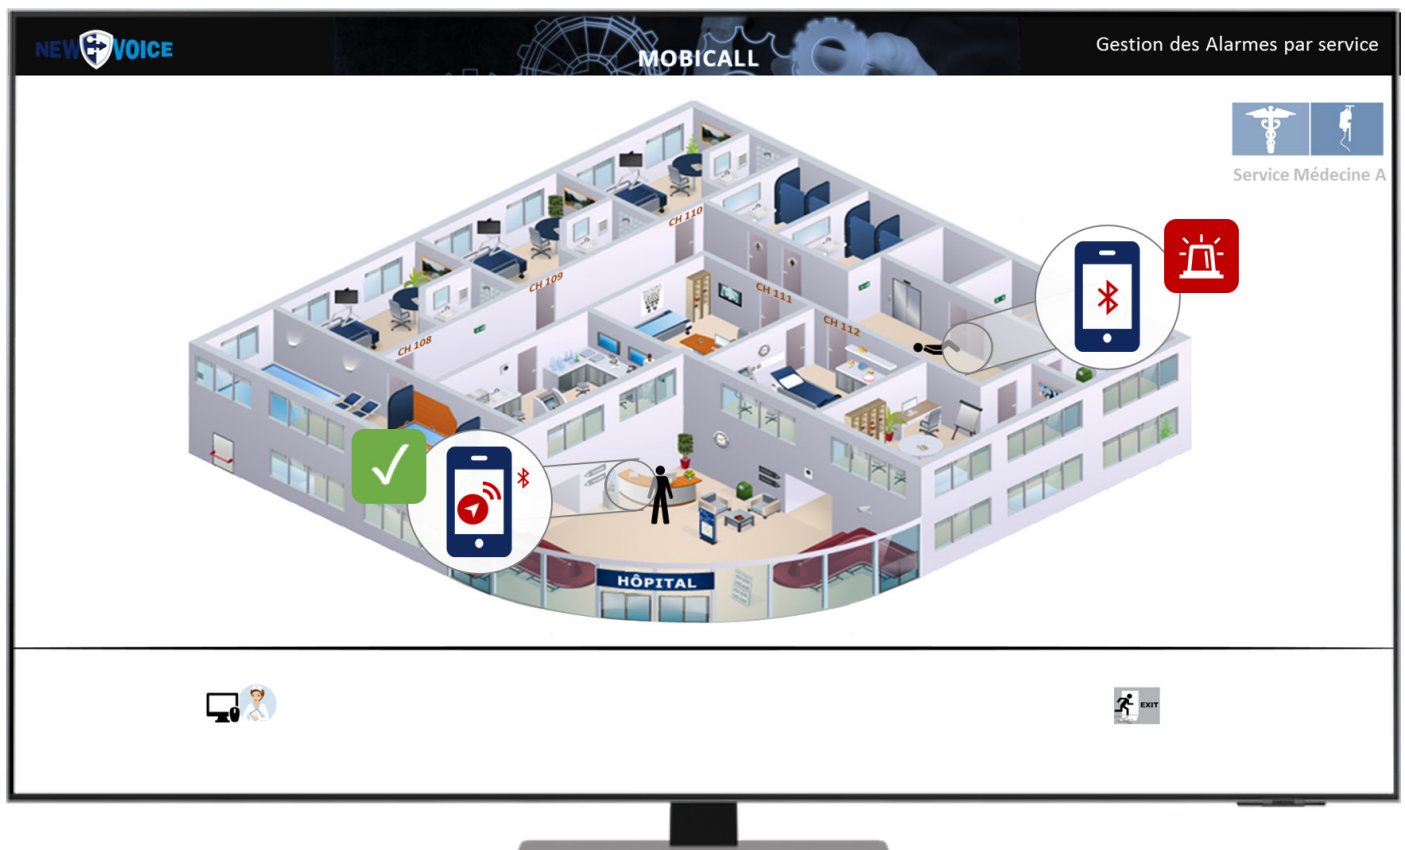 NEW VOICE
MOBICALL
Gestion des Alarmes par service
Service Médecine A
CH 110
CH 109
CH 111
CH 112
CH 108
HÔPITAL
EXIT